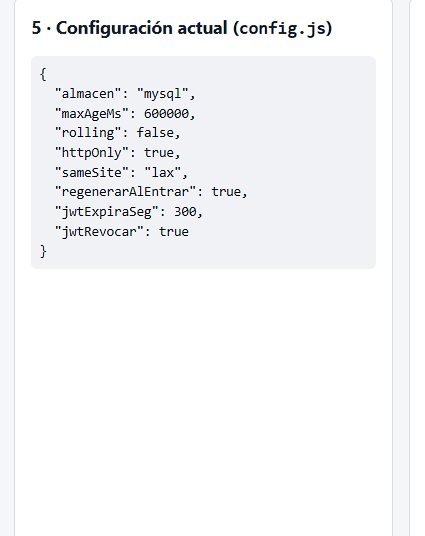 5 · Configuración actual (config.js)
{
  "almacen": "mysql",
  "maxAgeMs": 600000,
  "rolling": false,
  "httpOnly": true,
  "sameSite": "lax",
  "regenerarAlEntrar": true,
  "jwtExpiraSeg": 300,
  "jwtRevocar": true
}